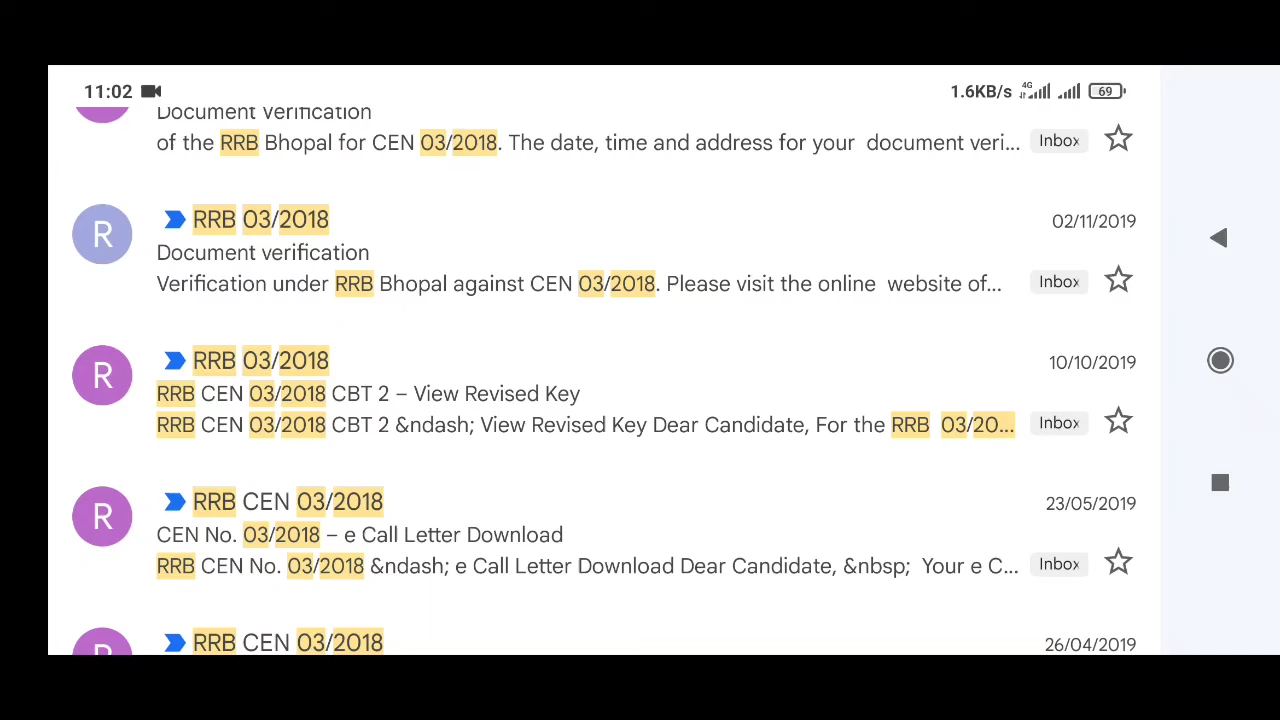 11:02 1.6KB/s 4G 69
Document verification
of the RRB Bhopal for CEN 03/2018. The date, time and address for your document veri... Inbox
R RRB 03/2018 02/11/2019
Document verification
Verification under RRB Bhopal against CEN 03/2018. Please visit the online website of... Inbox
R RRB 03/2018 10/10/2019
RRB CEN 03/2018 CBT 2 – View Revised Key
RRB CEN 03/2018 CBT 2 &ndash; View Revised Key Dear Candidate, For the RRB 03/20... Inbox
R RRB CEN 03/2018 23/05/2019
CEN No. 03/2018 – e Call Letter Download
RRB CEN No. 03/2018 &ndash; e Call Letter Download Dear Candidate, &nbsp; Your e C... Inbox
R RRB CEN 03/2018 26/04/2019